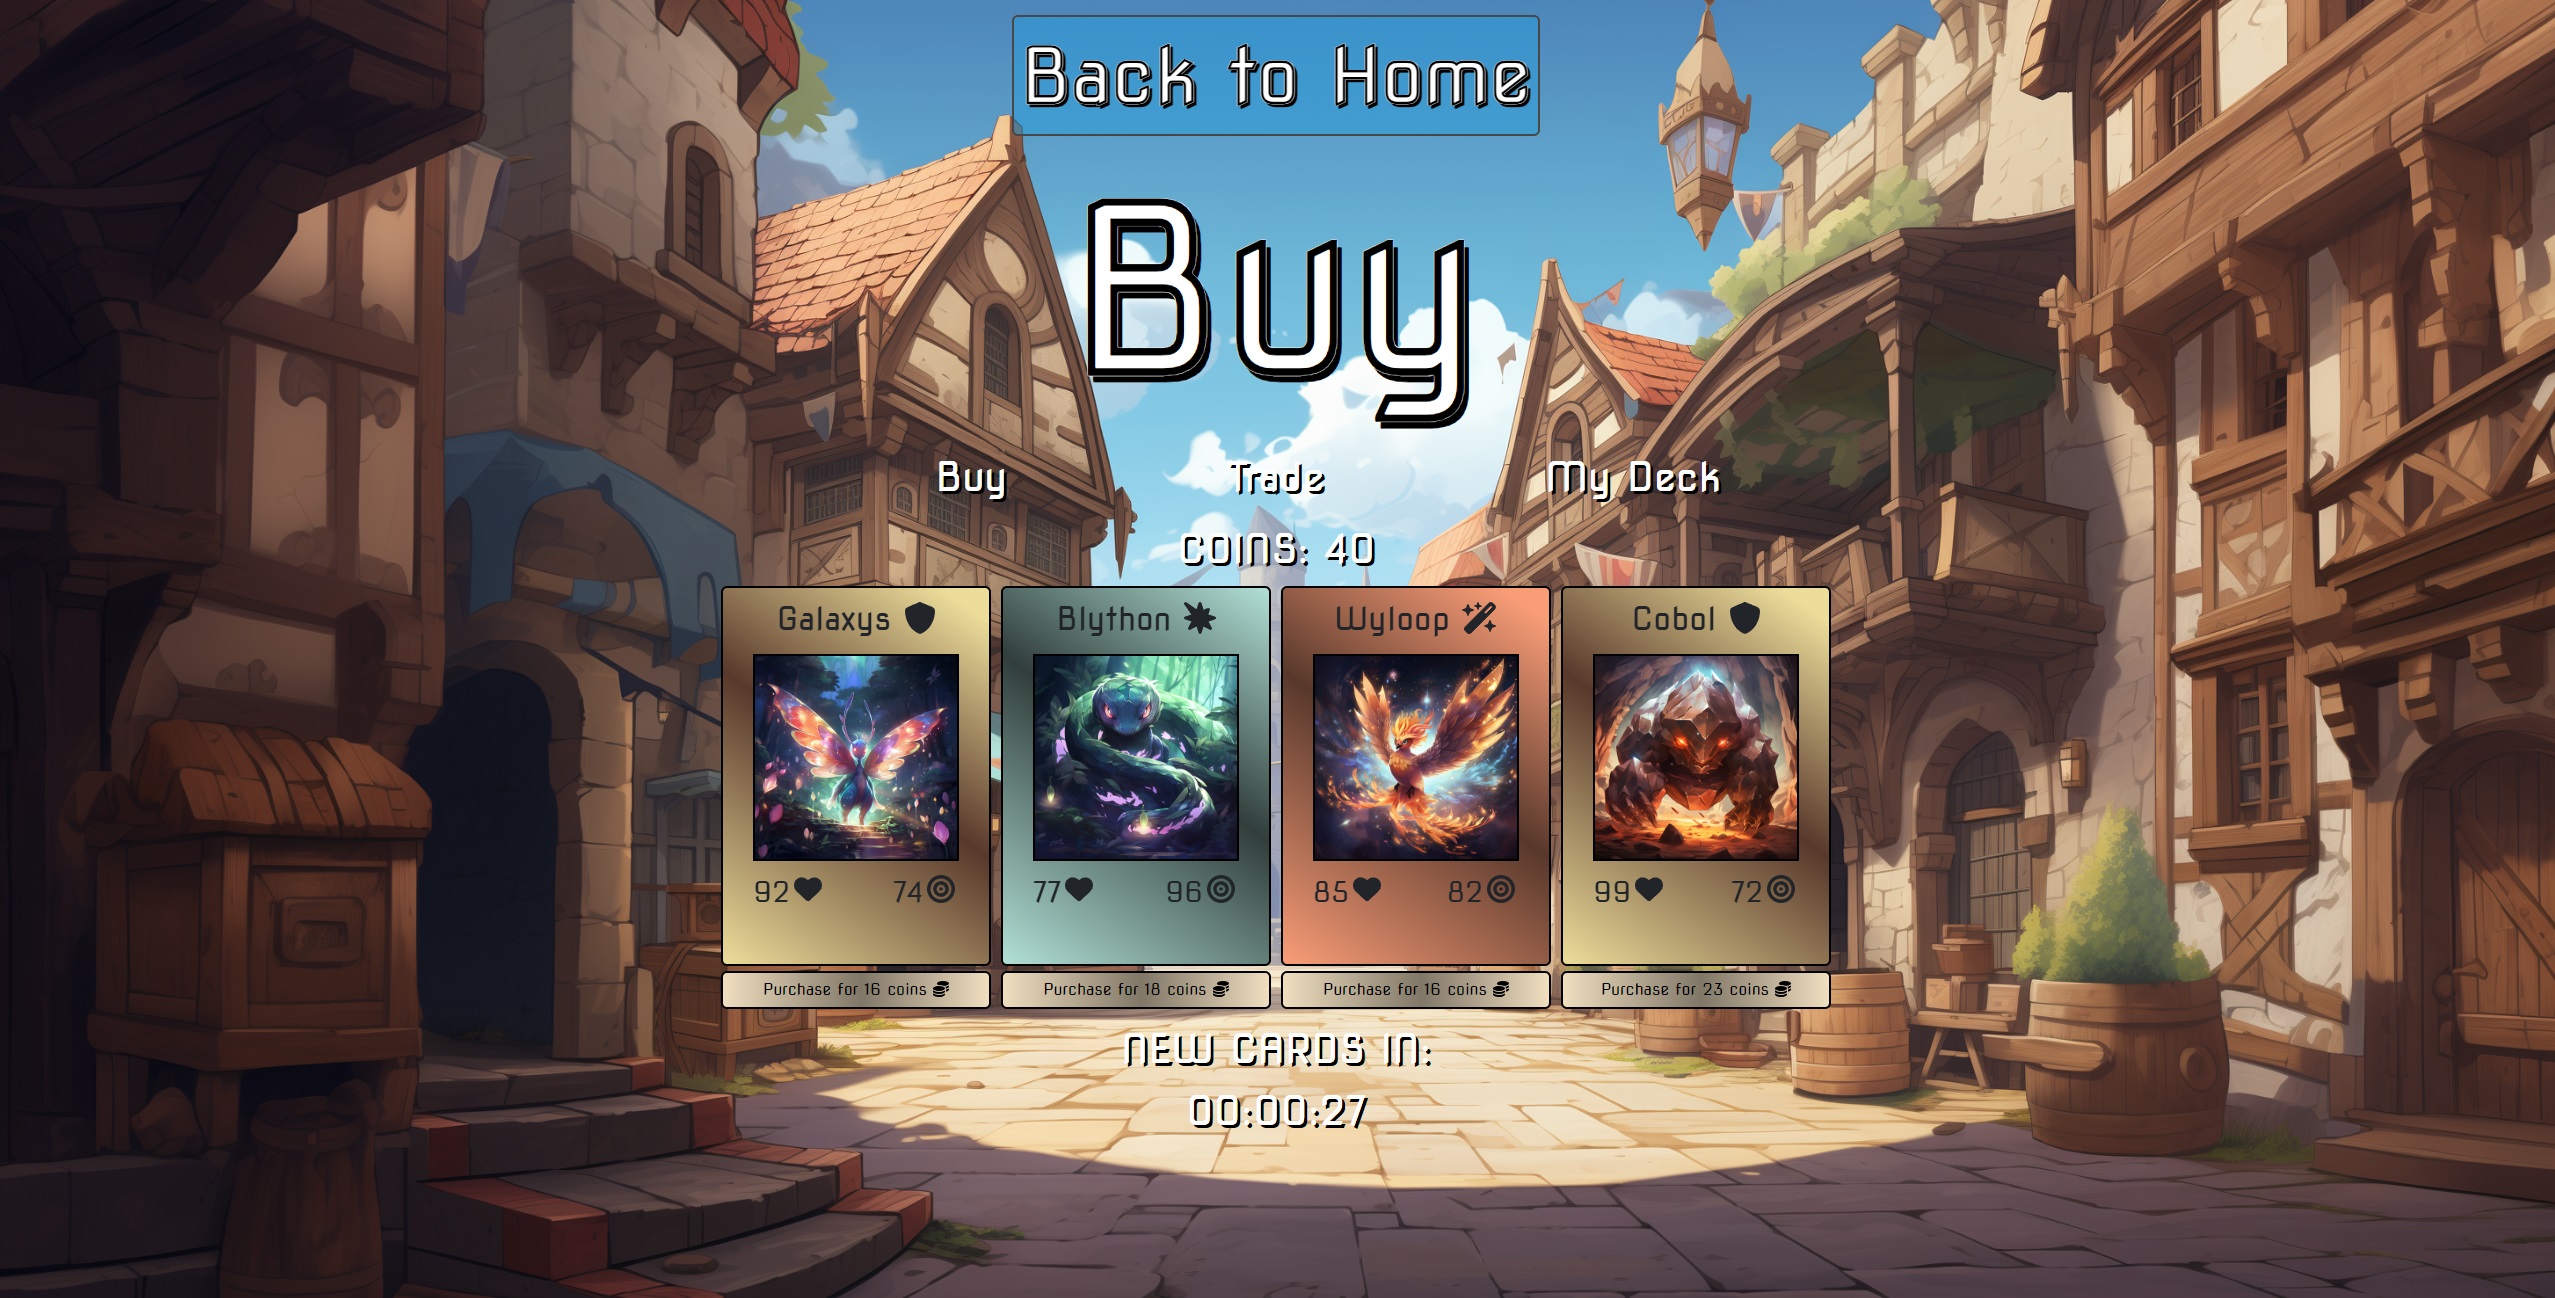 Back to Home
Buy
Buy Trade My Deck
COINS: 40
Galaxys Blython Wyloop Cobol
92 74 77 96 85 82 99 72
Purchase for 16 coins Purchase for 18 coins Purchase for 16 coins Purchase for 23 coins
NEW CARDS IN:
00:00:27